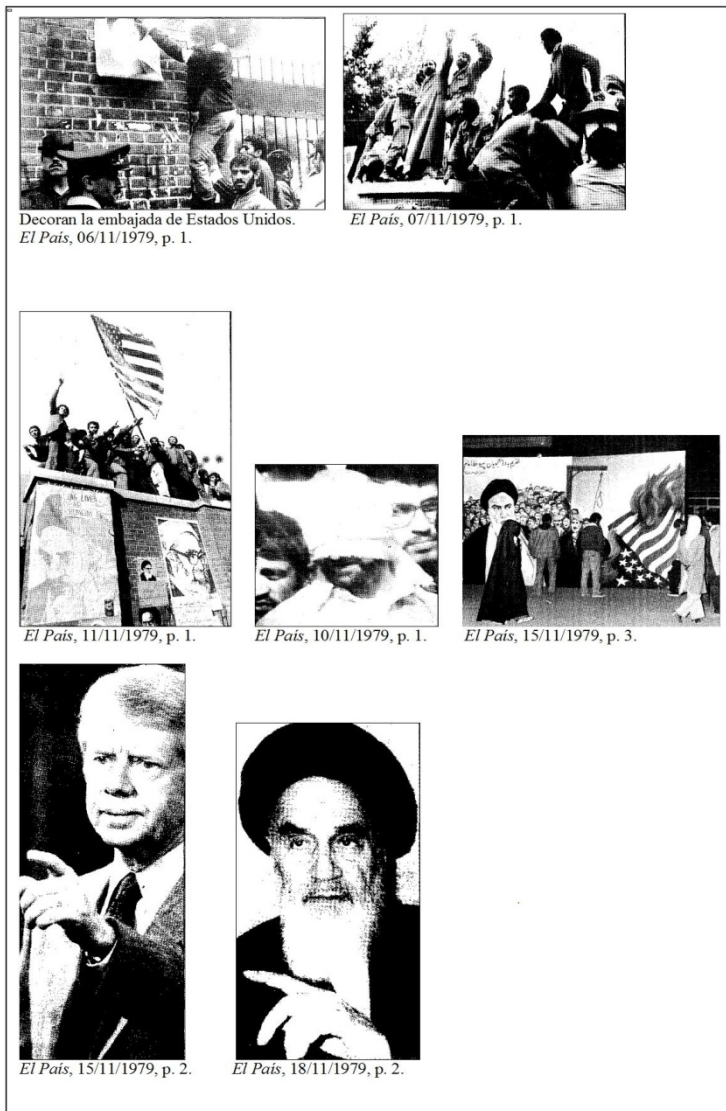 Decoran la embajada de Estados Unidos.
El País, 06/11/1979, p. 1.
El País, 07/11/1979, p. 1.
El País, 11/11/1979, p. 1.
El País, 10/11/1979, p. 1.
El País, 15/11/1979, p. 3.
El País, 15/11/1979, p. 2.
El País, 18/11/1979, p. 2.